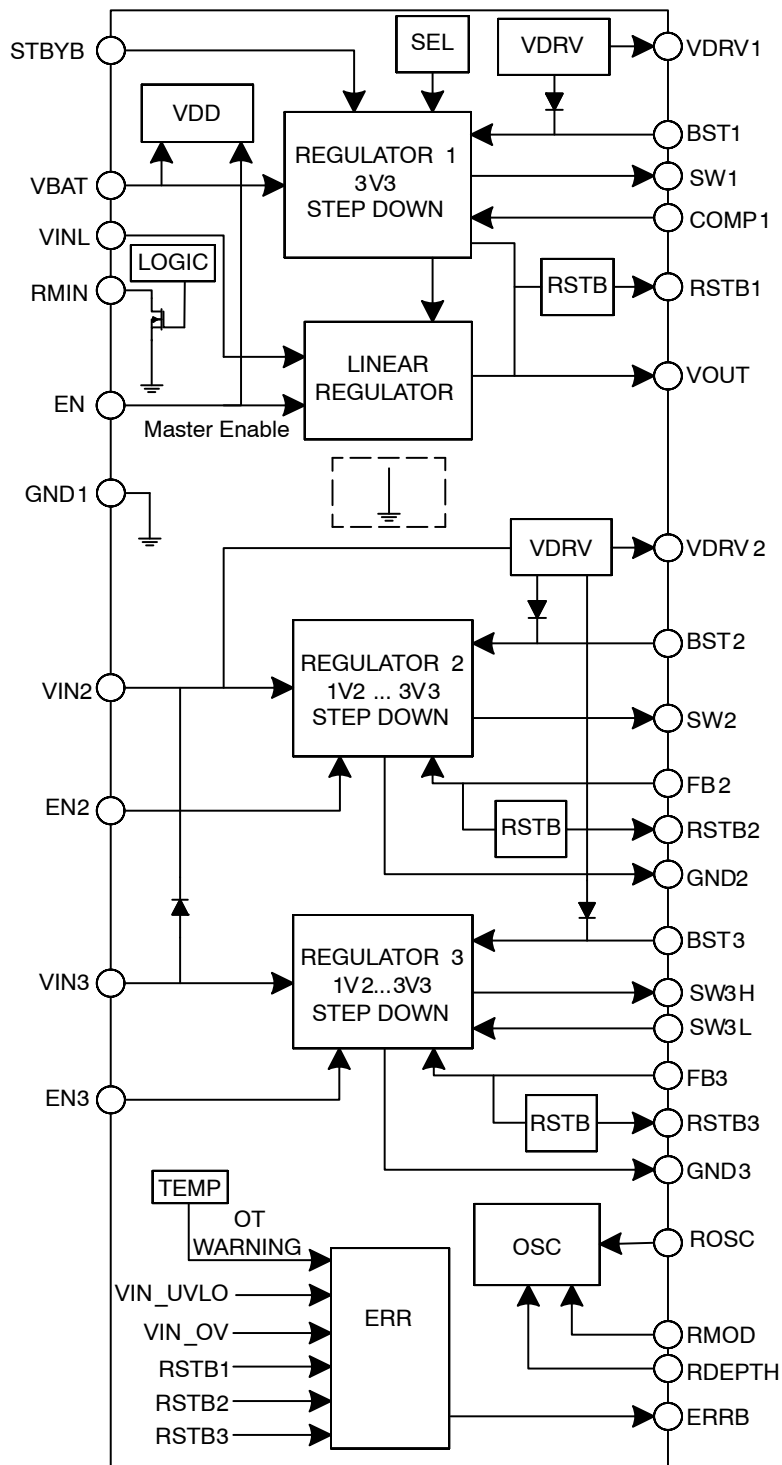 STBYB
SEL
VDRV
VDRV1
VDD
BST1
REGULATOR 1
3V3
STEP DOWN
VBAT
SW1
COMP1
VINL
LOGIC
RMIN
RSTB
RSTB1
LINEAR
REGULATOR
VOUT
EN
Master Enable
GND1
VDRV
VDRV2
BST2
REGULATOR 2
1V2 ... 3V3
STEP DOWN
VIN2
SW2
FB2
EN2
RSTB
RSTB2
GND2
BST3
REGULATOR 3
1V2...3V3
STEP DOWN
VIN3
SW3H
SW3L
FB3
EN3
RSTB
RSTB3
GND3
TEMP
OT
WARNING
OSC
ROSC
VIN_UVLO
ERR
VIN_OV
RMOD
RSTB1
RDEPTH
RSTB2
ERRB
RSTB3